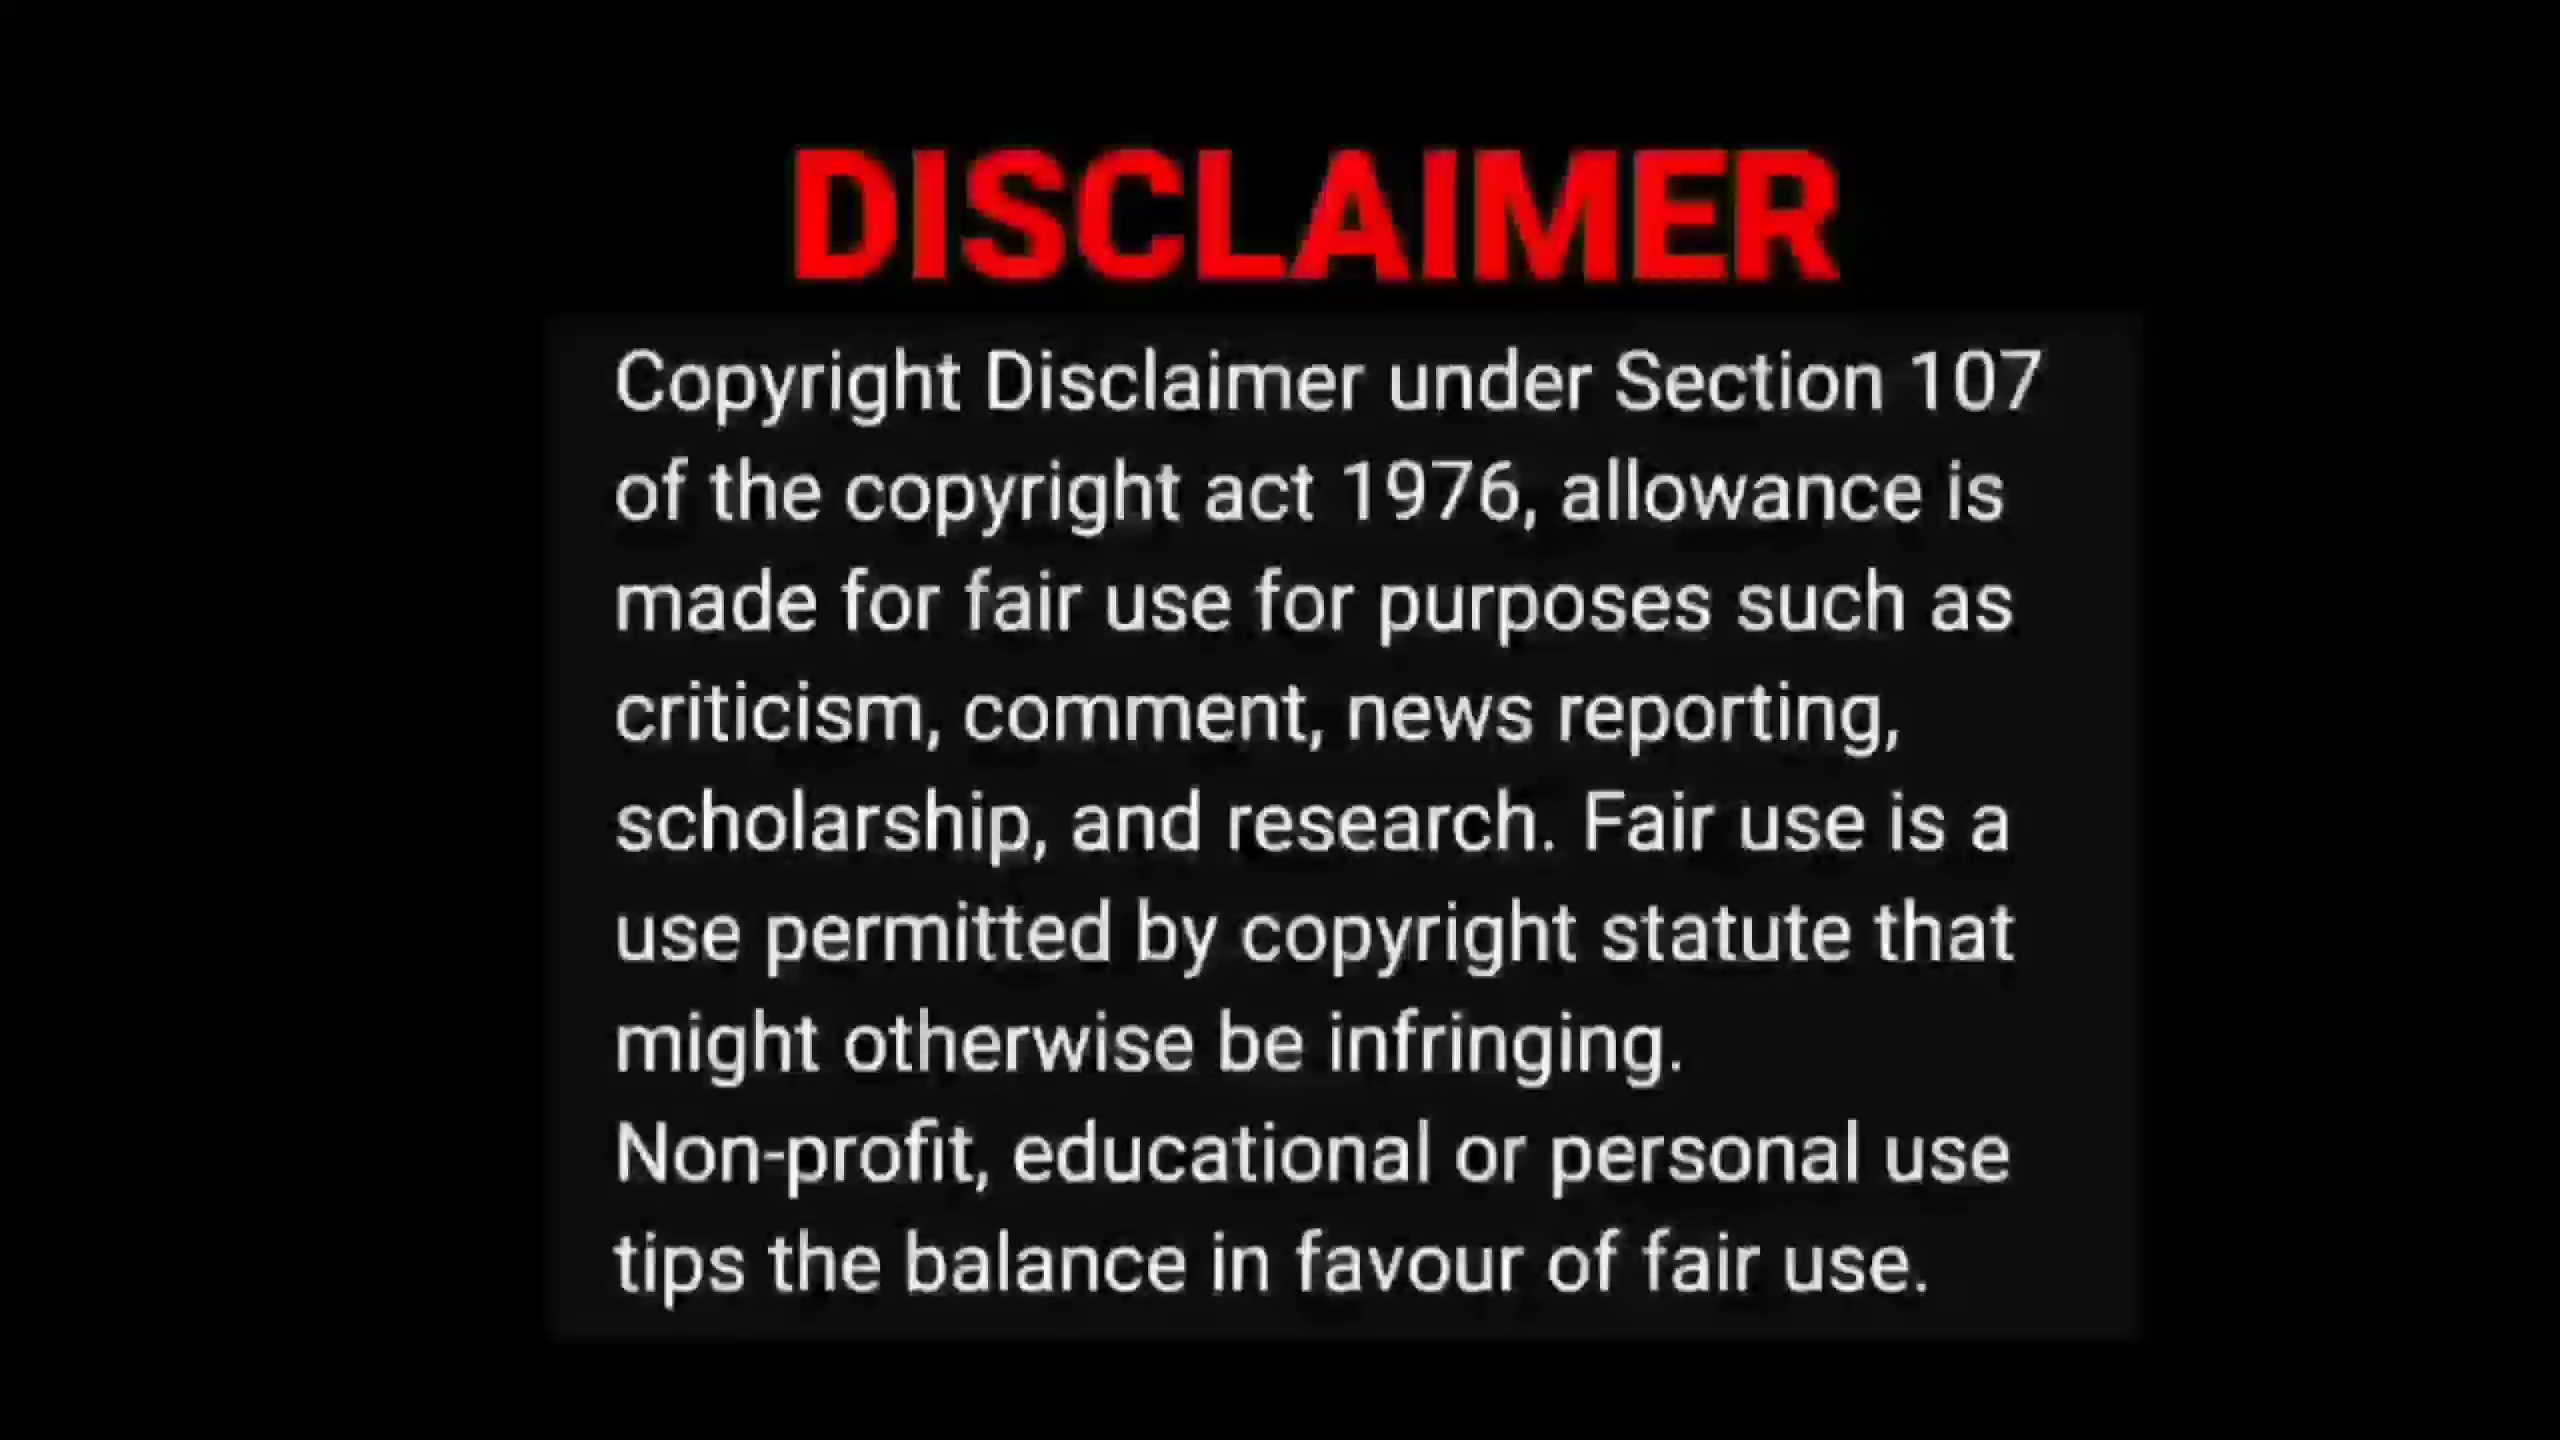 DISCLAIMER
Copyright Disclaimer under Section 107
of the copyright act 1976, allowance is
made for fair use for purposes such as
criticism, comment, news reporting,
scholarship, and research. Fair use is a
use permitted by copyright statute that
might otherwise be infringing.
Non-profit, educational or personal use
tips the balance in favour of fair use.